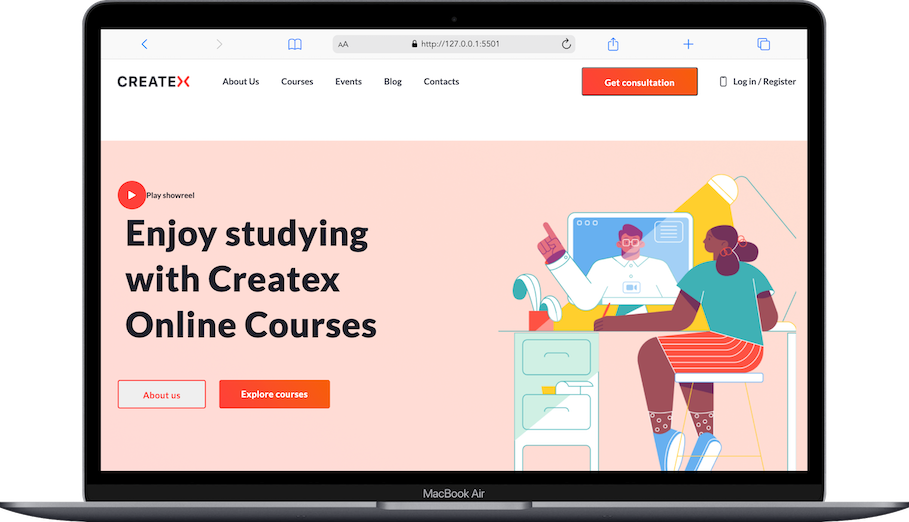 AA http://127.0.0.1:5501
CREATEX About Us Courses Events Blog Contacts Get consultation Log in / Register
Play showreel
Enjoy studying
with Createx
Online Courses
About us Explore courses
MacBook Air